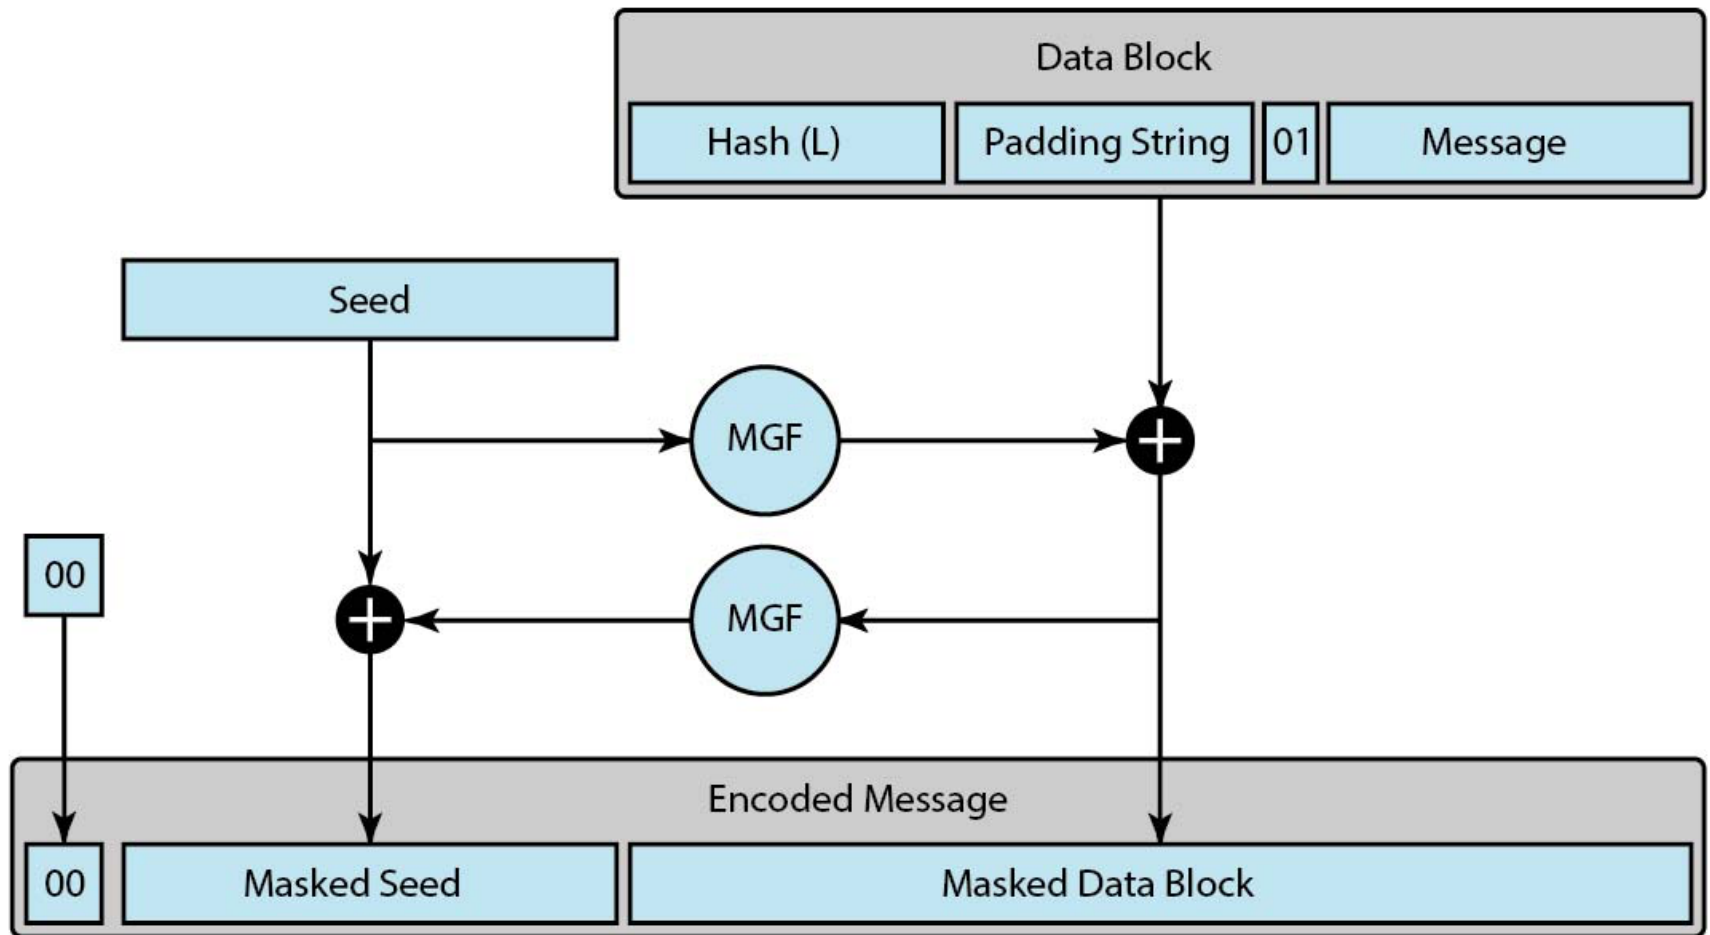 Data Block
Hash (L)
Padding String
01
Message
Seed
MGF
00
MGF
Encoded Message
00
Masked Seed
Masked Data Block